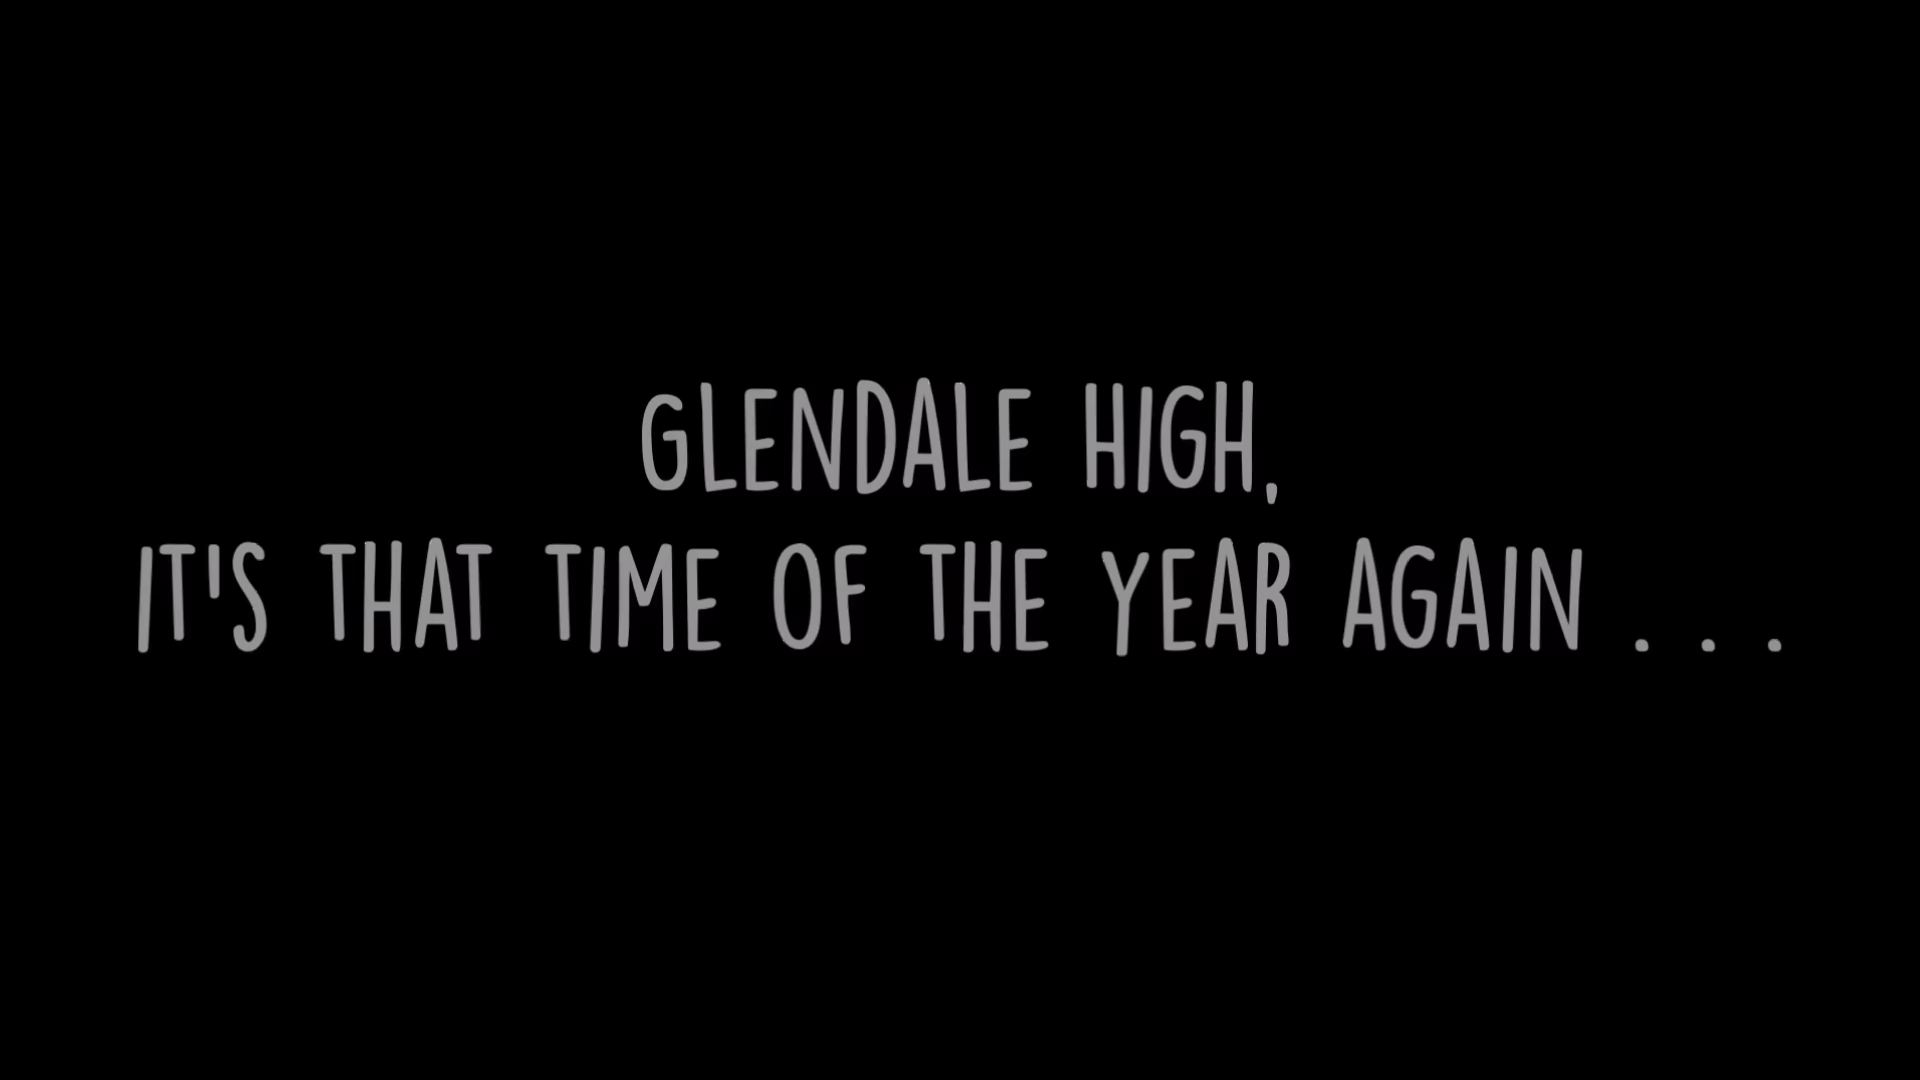 GLENDALE HIGH,
IT'S THAT TIME OF THE YEAR AGAIN . . .